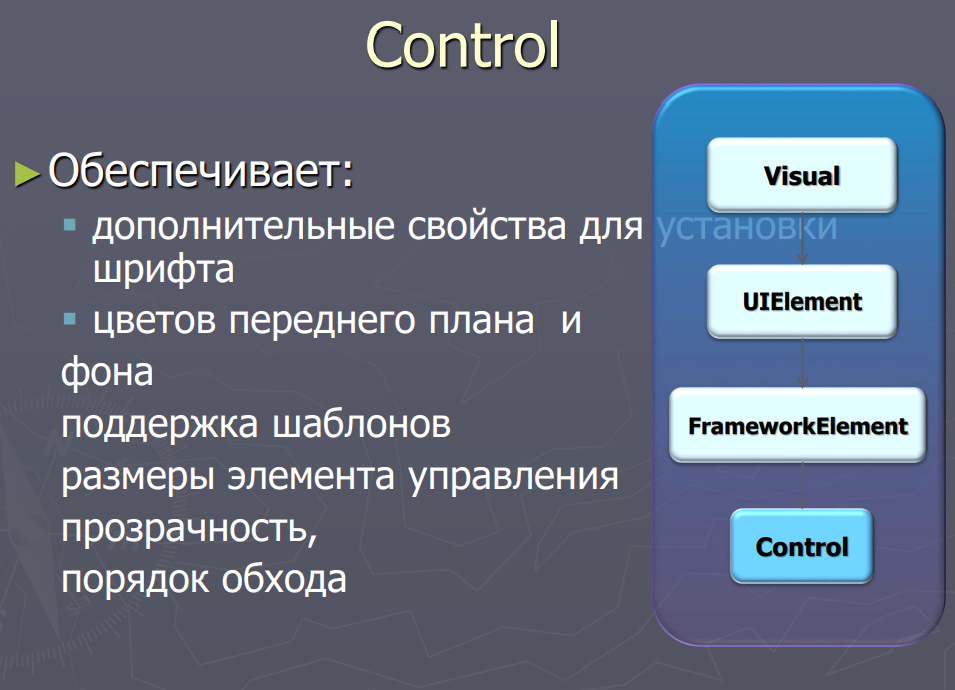 Control
Обеспечивает:
дополнительные свойства для установки
шрифта
цветов переднего плана и
фона
поддержка шаблонов
размеры элемента управления
прозрачность,
порядок обхода
Visual
UIElement
FrameworkElement
Control